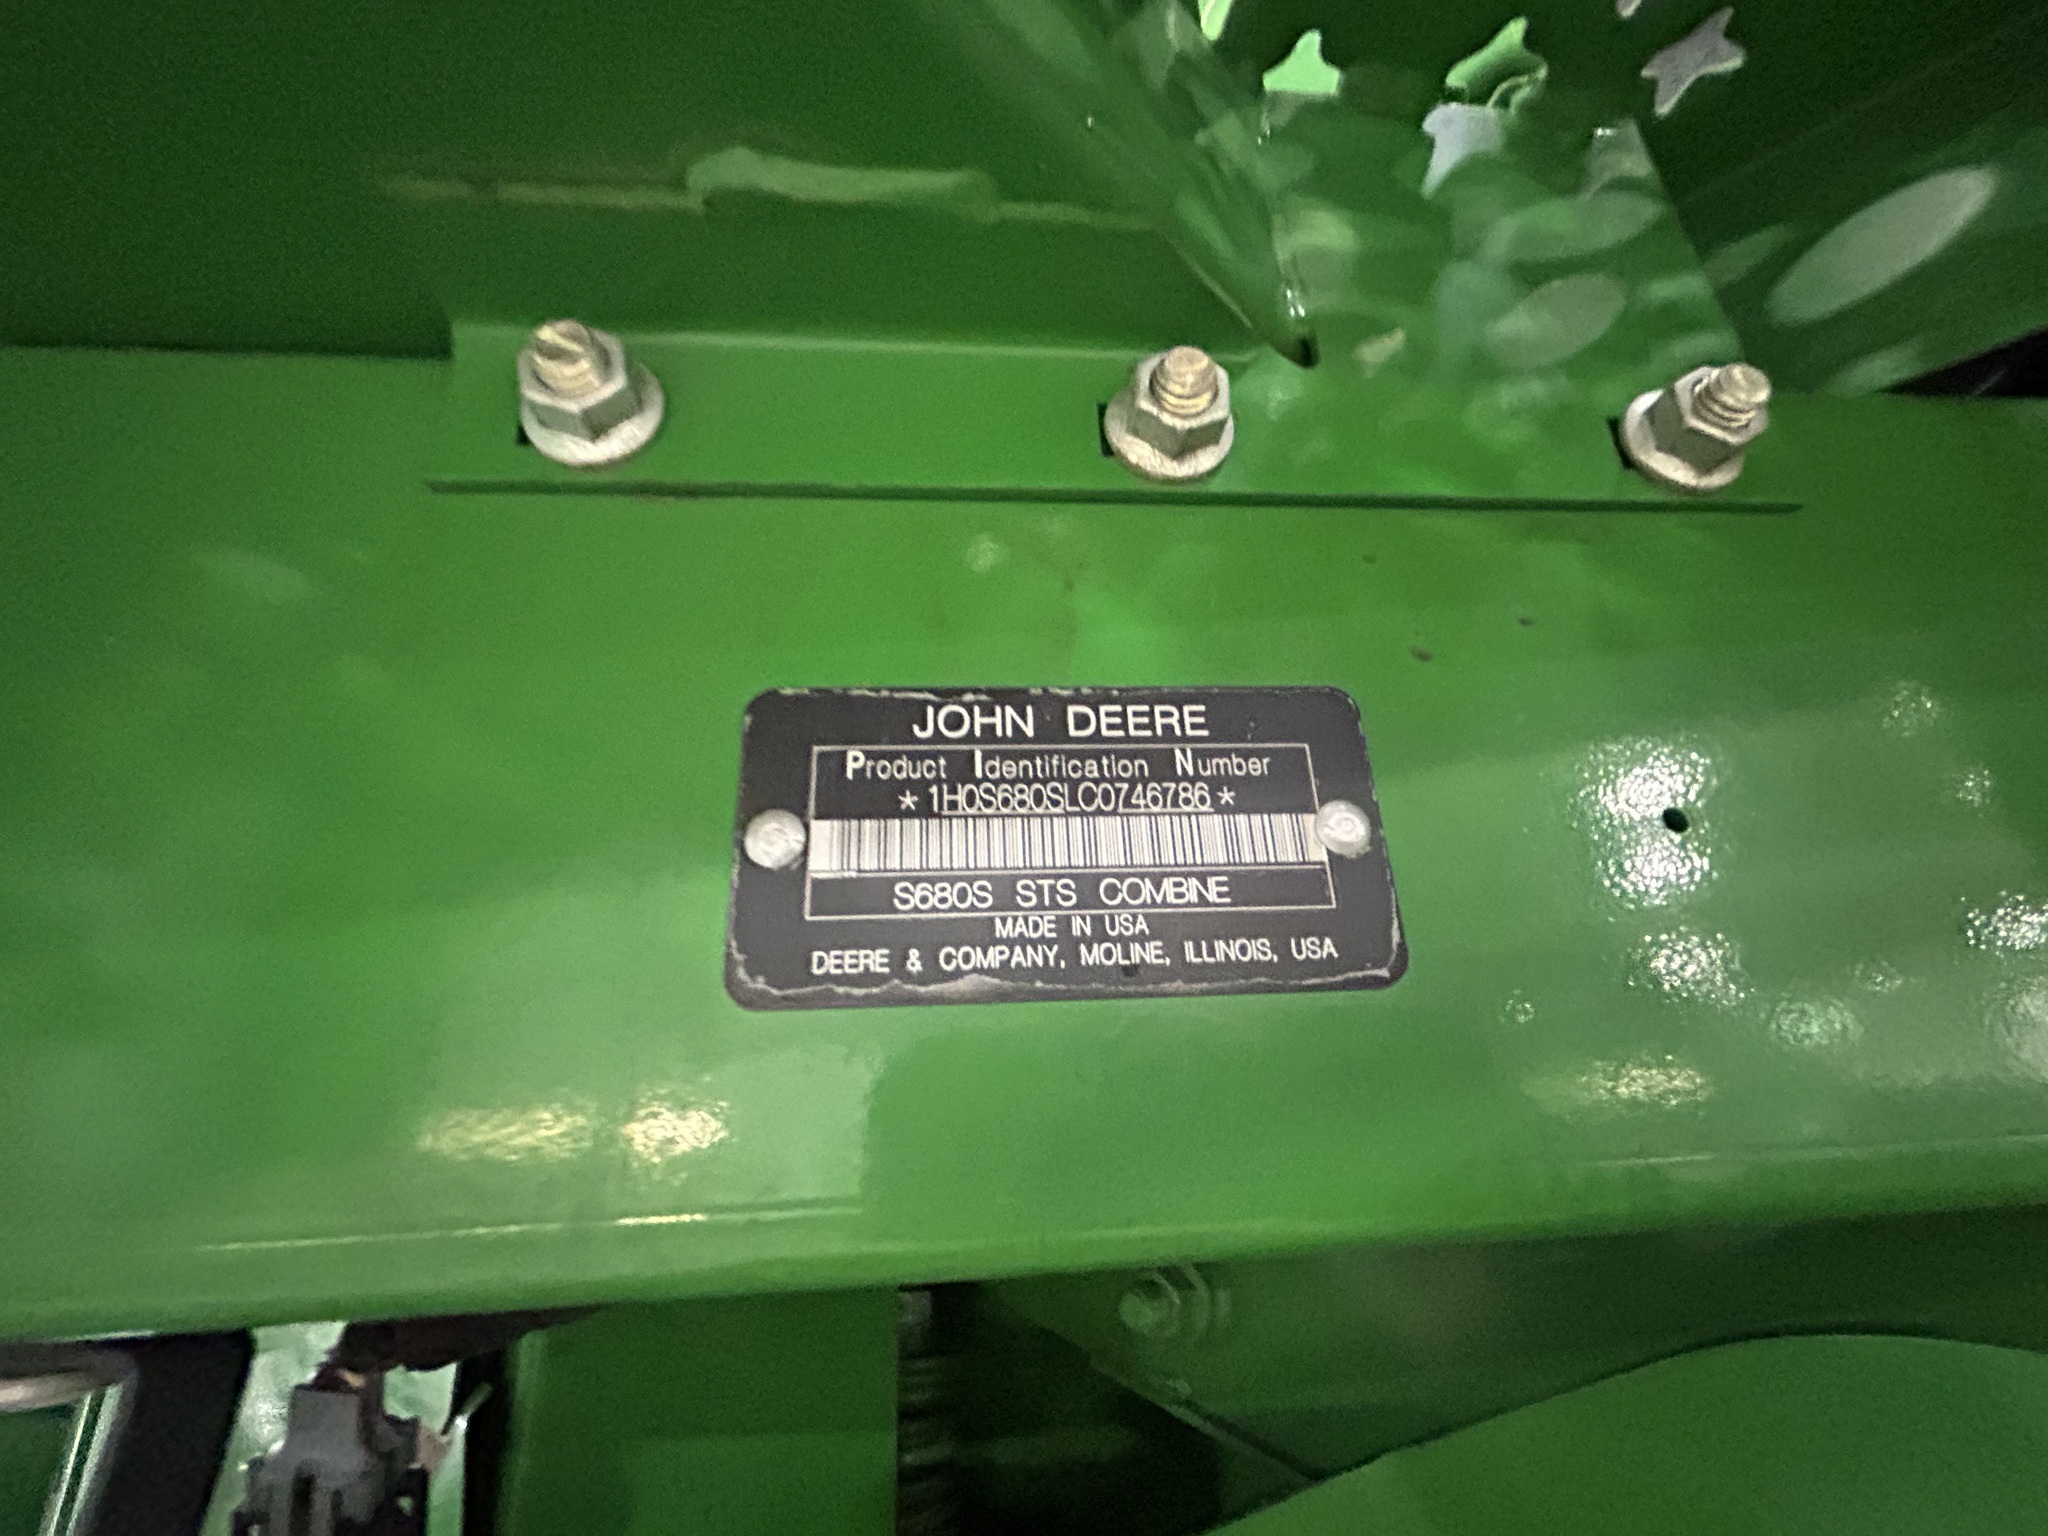 JOHN DEERE
Product Identification Number
*1H0S680SLC0746786*
S680S STS COMBINE
MADE IN USA
DEERE & COMPANY, MOLINE, ILLINOIS, USA